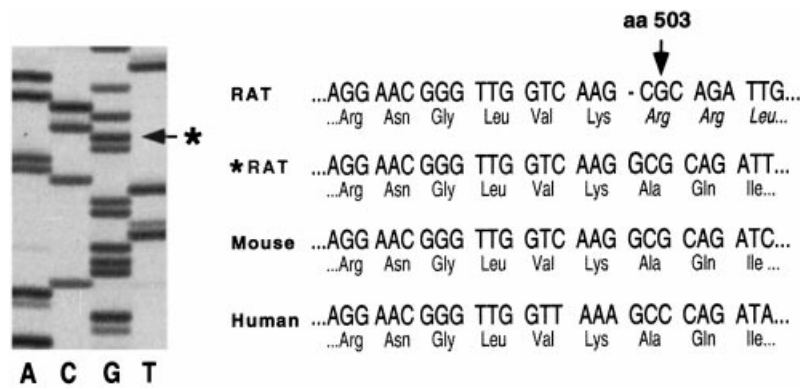 aa 503
RAT ...AGG AAC GGG TTG GTC AAG - CGC AGA TTG...
...Arg Asn Gly Leu Val Lys Arg Arg Leu...
*
*RAT ...AGG AAC GGG TTG GTC AAG GCG CAG ATT...
...Arg Asn Gly Leu Val Lys Ala Gln Ile...
Mouse ...AGG AAC GGG TTG GTC AAG GCG CAG ATC...
...Arg Asn Gly Leu Val Lys Ala Gln Ile ...
Human ...AGG AAC GGG TTG GTT AAA GCC CAG ATA...
...Arg Asn Gly Leu Val Lys Ala Gln Ile...
A C G T